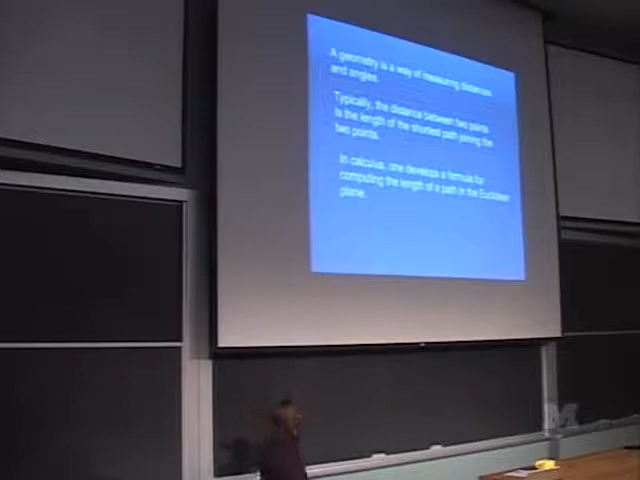 A geometry is a way of measuring distances
and angles.
Typically, the distance between two points
is the length of the shortest path joining the
two points.
In calculus, one develops a formula for
computing the length of a path in the Euclidean
plane.
M